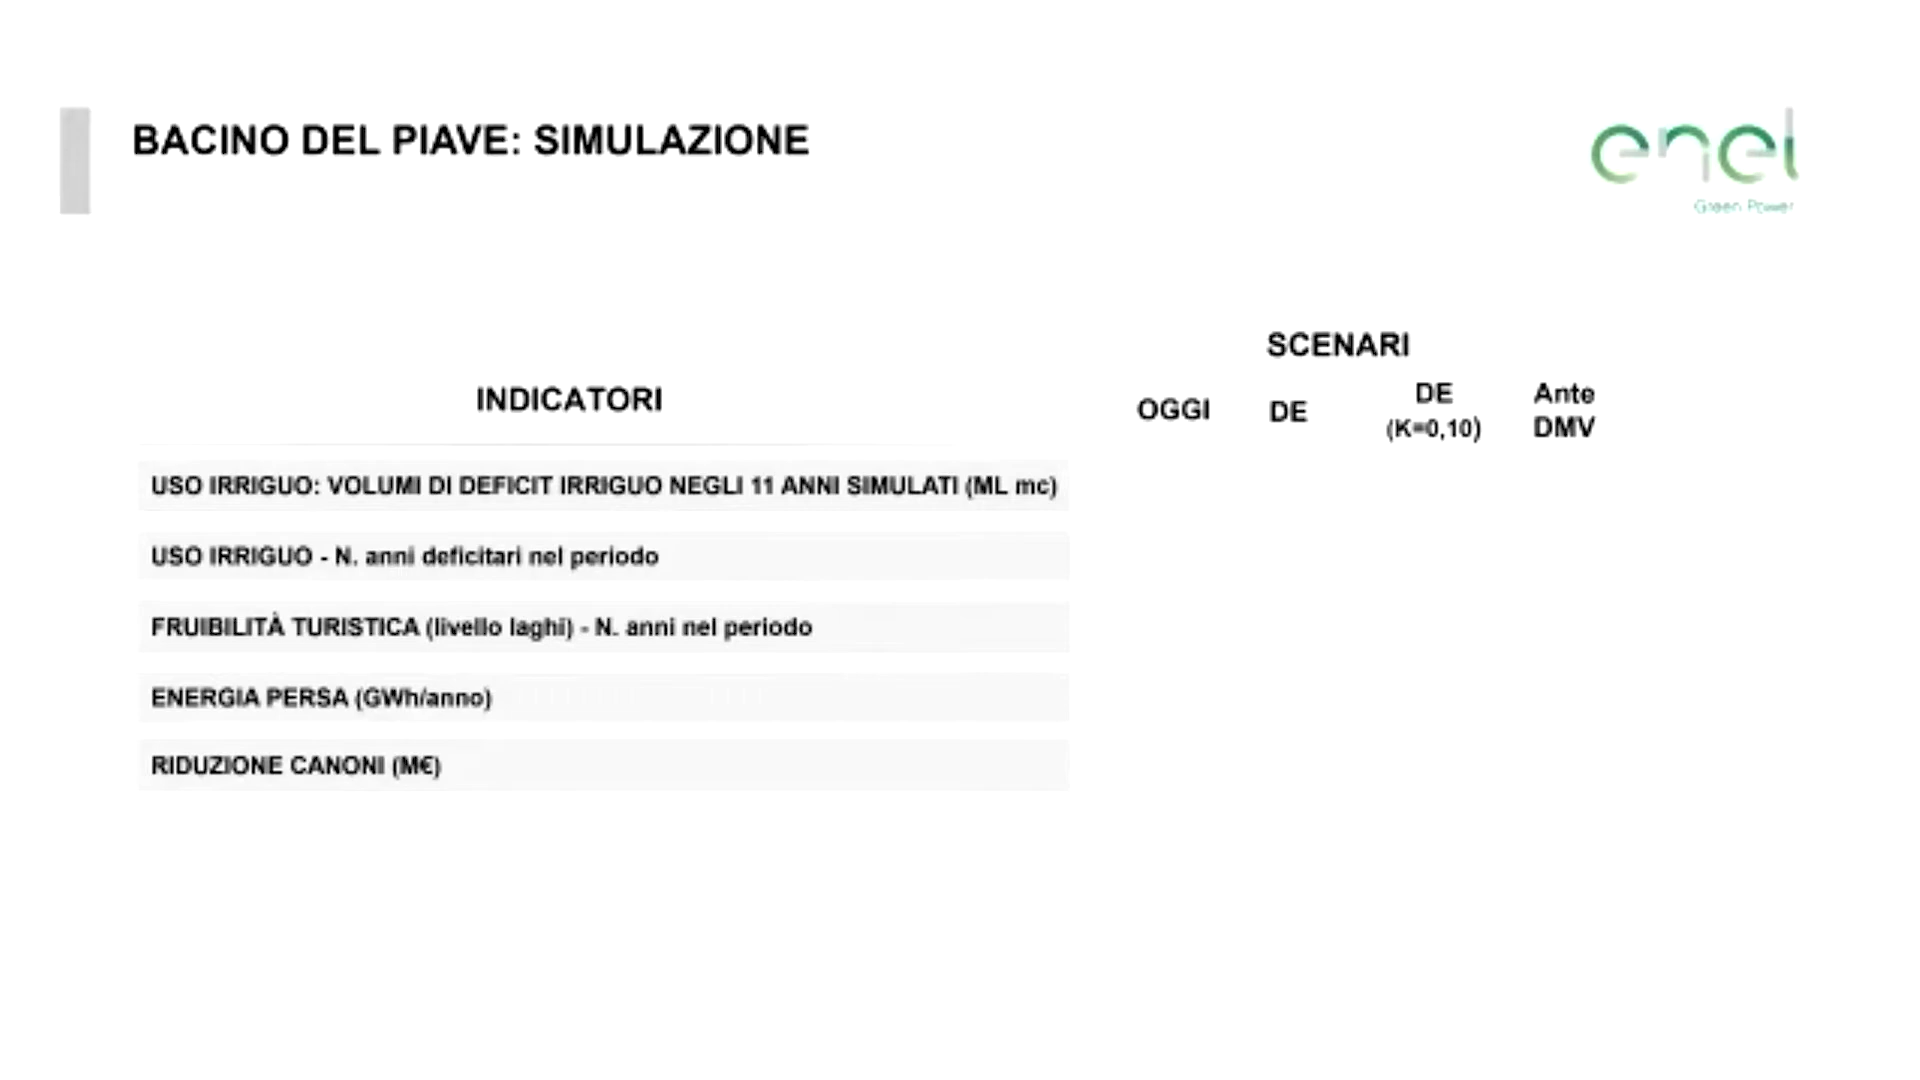 BACINO DEL PIAVE: SIMULAZIONE
enel
Green Power
SCENARI
INDICATORI
OGGI
DE
DE
(K=0,10)
Ante
DMV
USO IRRIGUO: VOLUMI DI DEFICIT IRRIGUO NEGLI 11 ANNI SIMULATI (ML mc)
USO IRRIGUO - N. anni deficitari nel periodo
FRUIBILITÀ TURISTICA (livello laghi) - N. anni nel periodo
ENERGIA PERSA (GWh/anno)
RIDUZIONE CANONI (M€)